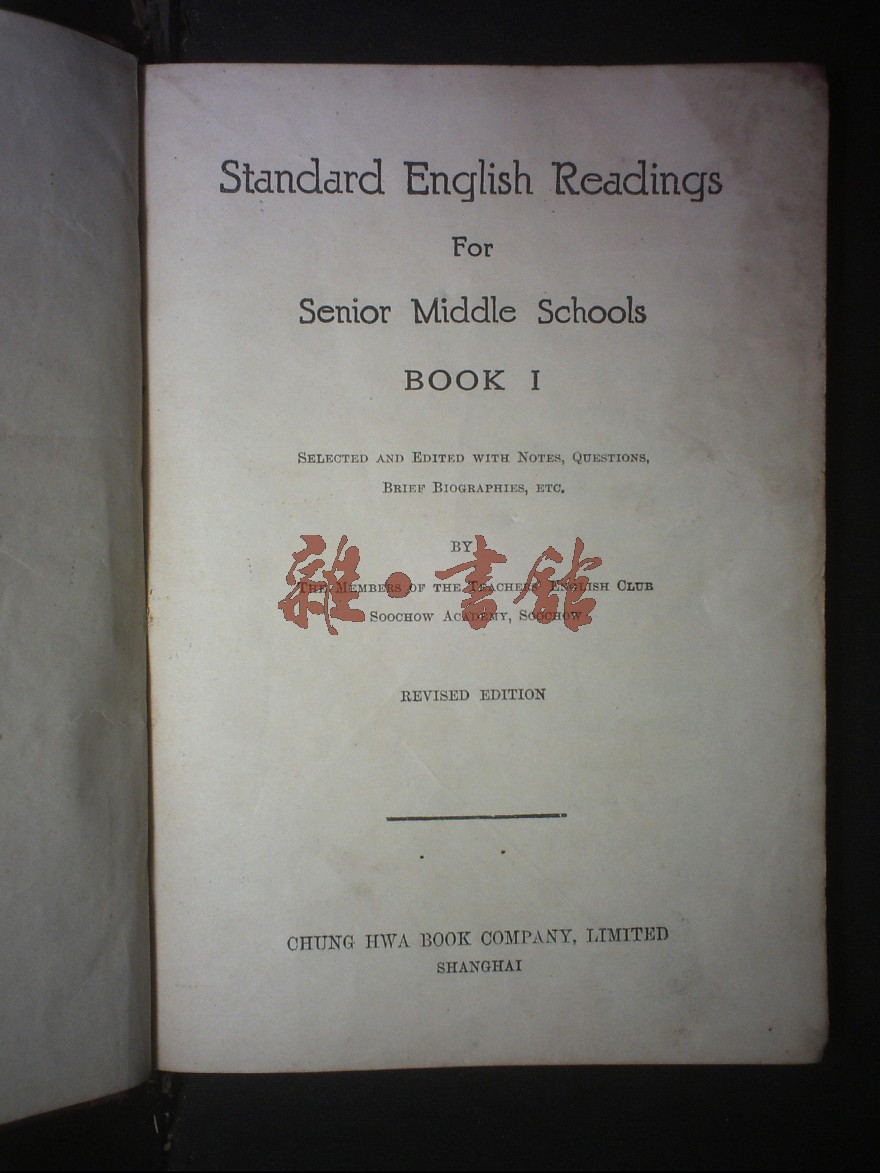 Standard English Readings
For
Senior Middle Schools
BOOK I
SELECTED AND EDITED WITH NOTES, QUESTIONS,
BRIEF BIOGRAPHIES, ETC.
BY
THE MEMBERS OF THE TEACHERS' ENGLISH CLUB
SOOCHOW ACADEMY, SOOCHOW
雜·書館
REVISED EDITION
CHUNG HWA BOOK COMPANY, LIMITED
SHANGHAI